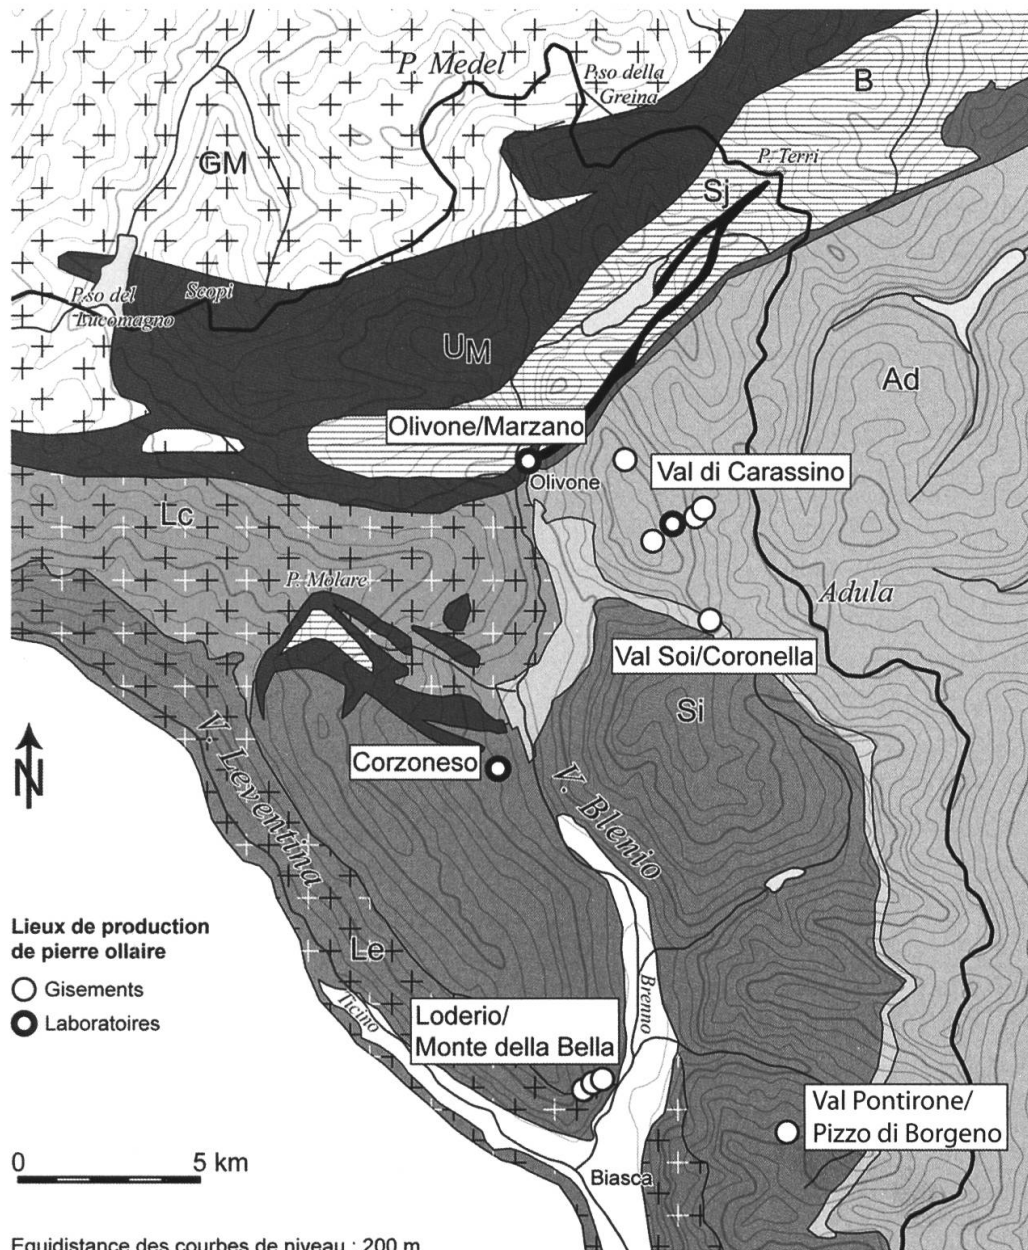 P. Medel
P.so della
Greina
B
GM
P. Terri
Sj
P.so del
Lucomagno
Scopi
UM
Ad
Olivone/Marzano
Olivone
Val di Carassino
Lc
P. Molare
Adula
Val Soi/Coronella
Si
N
V. Leventina
Corzoneso
V. Blenio
Lieux de production
de pierre ollaire
Gisements
Laboratoires
Le
Ticino
Brenno
Loderio/
Monte della Bella
Val Pontirone/
Pizzo di Borgeno
0 5 km
Biasca
Equidistance des courbes de niveau : 200 m